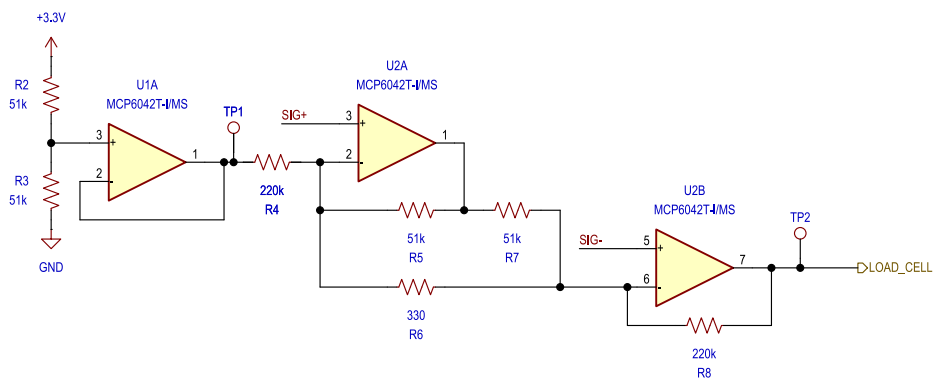 +3.3V
R2
51k
R3
51k
GND
U1A
MCP6042T-I/MS
3
+
2
-
1
TP1
220k
R4
U2A
MCP6042T-I/MS
SIG+
3
+
2
-
1
51k
R5
51k
R7
330
R6
U2B
MCP6042T-I/MS
SIG-
5
+
6
-
7
TP2
220k
R8
LOAD_CELL